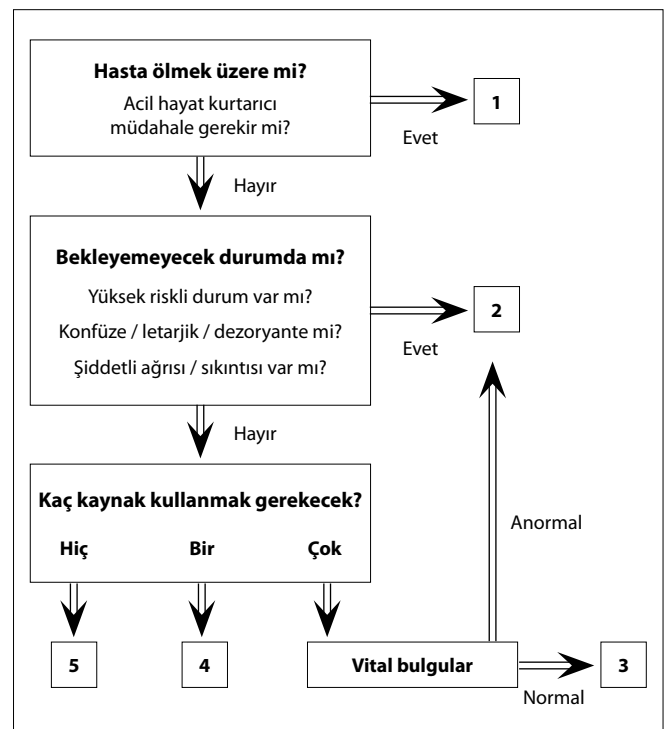 Hasta ölmek üzere mi?
Acil hayat kurtarıcı
müdahale gerekir mi?
1
Evet
Hayır
Bekleyemeyecek durumda mı?
Yüksek riskli durum var mı?
Konfüze / letarjik / dezoryante mi?
Şiddetli ağrısı / sıkıntısı var mı?
2
Evet
Hayır
Kaç kaynak kullanmak gerekecek?
Hiç Bir Çok
Anormal
5
4
Vital bulgular
3
Normal